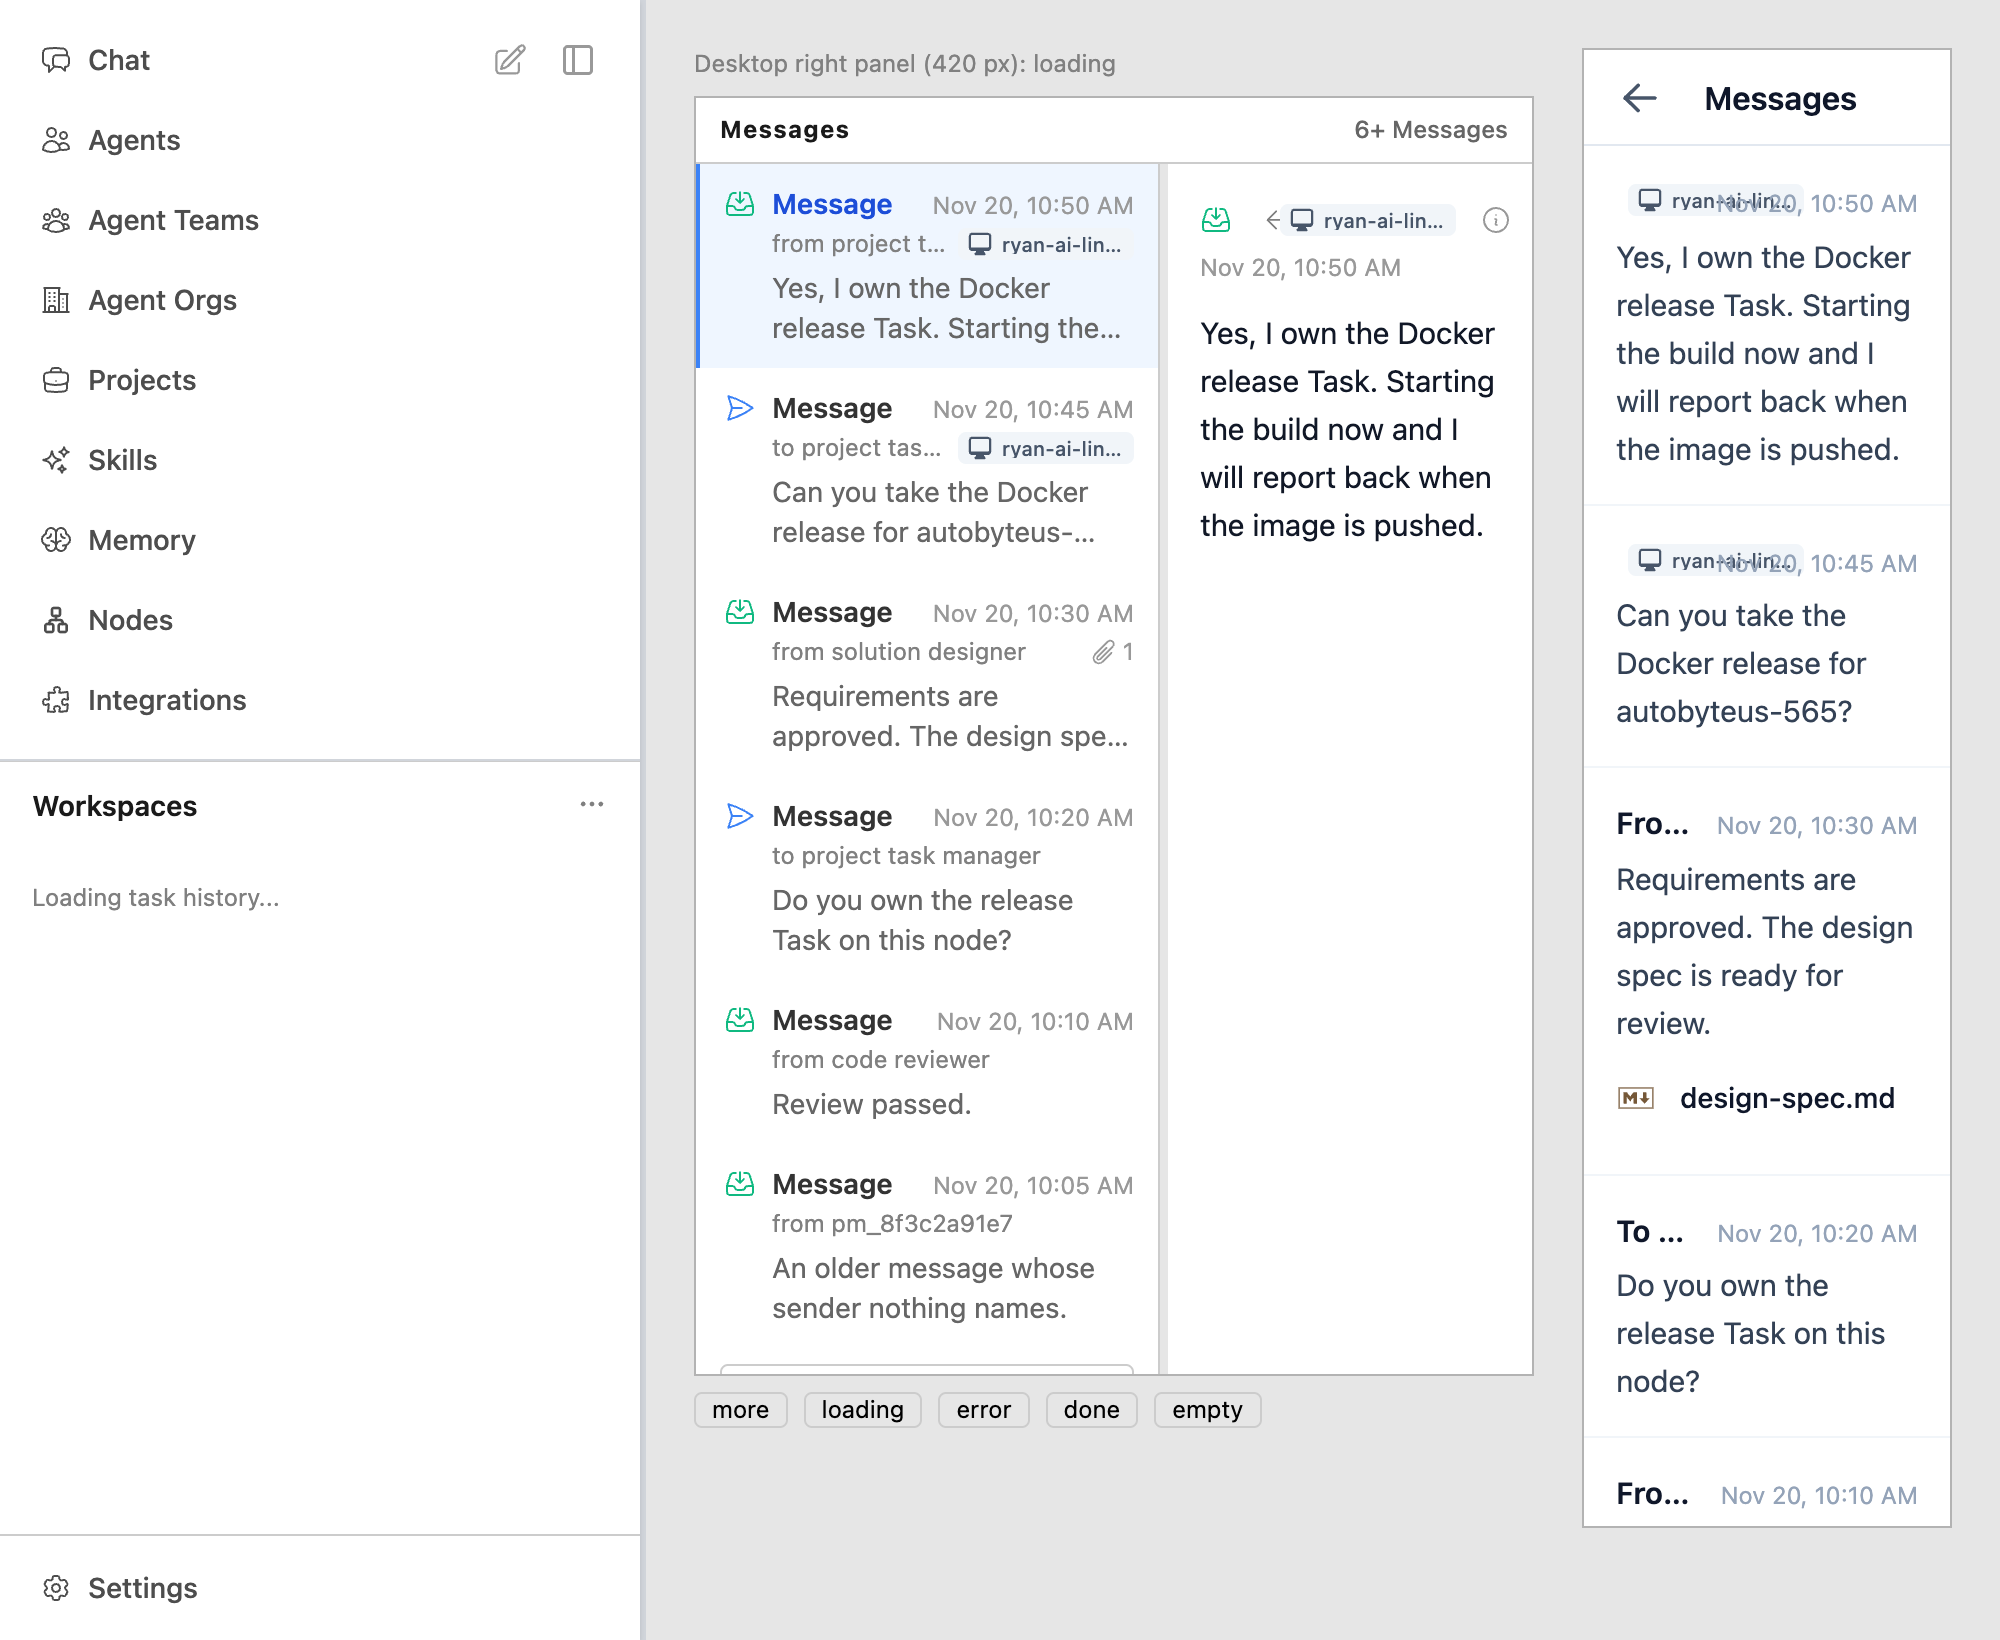 Chat
Agents
Agent Teams
Agent Orgs
Projects
Skills
Memory
Nodes
Integrations
Workspaces
Loading task history...
Settings
Desktop right panel (420 px): loading
Messages
6+ Messages
Message Nov 20, 10:50 AM
from project t... ryan-ai-lin...
Yes, I own the Docker
release Task. Starting the...
Message Nov 20, 10:45 AM
to project tas... ryan-ai-lin...
Can you take the Docker
release for autobyteus-...
Message Nov 20, 10:30 AM
from solution designer 1
Requirements are
approved. The design spe...
Message Nov 20, 10:20 AM
to project task manager
Do you own the release
Task on this node?
Message Nov 20, 10:10 AM
from code reviewer
Review passed.
Message Nov 20, 10:05 AM
from pm_8f3c2a91e7
An older message whose
sender nothing names.
ryan-ai-lin...
Nov 20, 10:50 AM
Yes, I own the Docker
release Task. Starting
the build now and I
will report back when
the image is pushed.
more loading error done empty
Messages
ryan-ai-lin... Nov 20, 10:50 AM
Yes, I own the Docker
release Task. Starting
the build now and I
will report back when
the image is pushed.
ryan-ai-lin... Nov 20, 10:45 AM
Can you take the
Docker release for
autobyteus-565?
Fro... Nov 20, 10:30 AM
Requirements are
approved. The design
spec is ready for
review.
M design-spec.md
To ... Nov 20, 10:20 AM
Do you own the
release Task on this
node?
Fro... Nov 20, 10:10 AM